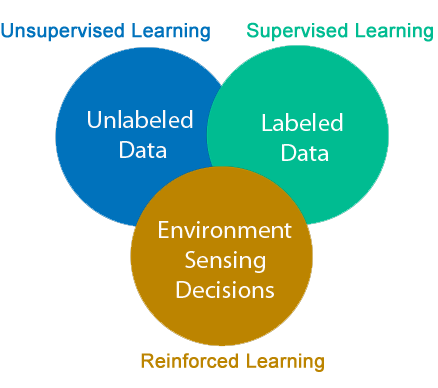 Unsupervised Learning
Supervised Learning
Unlabeled
Data
Labeled
Data
Environment
Sensing
Decisions
Reinforced Learning